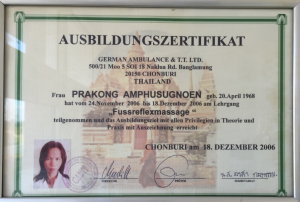 AUSBILDUNGSZERTIFIKAT
GERMAN AMBULANCE & T.T. LTD.
500/21 Moo 5 SOI 18 Naklua Rd. Banglamung
20150 CHONBURI
THAILAND
Frau PRAKONG AMPHUSUGNOEN geb. 20.April 1968
hat vom 24.November 2006 bis 18.Dezember 2006 am Lehrgang
„Fussreflexmassage“
teilgenommen und das Ausbildungsziel mit allen Privilegien in Theorie und
Praxis mit Auszeichnung erreicht
CHONBURI am 18. DEZEMBER 2006